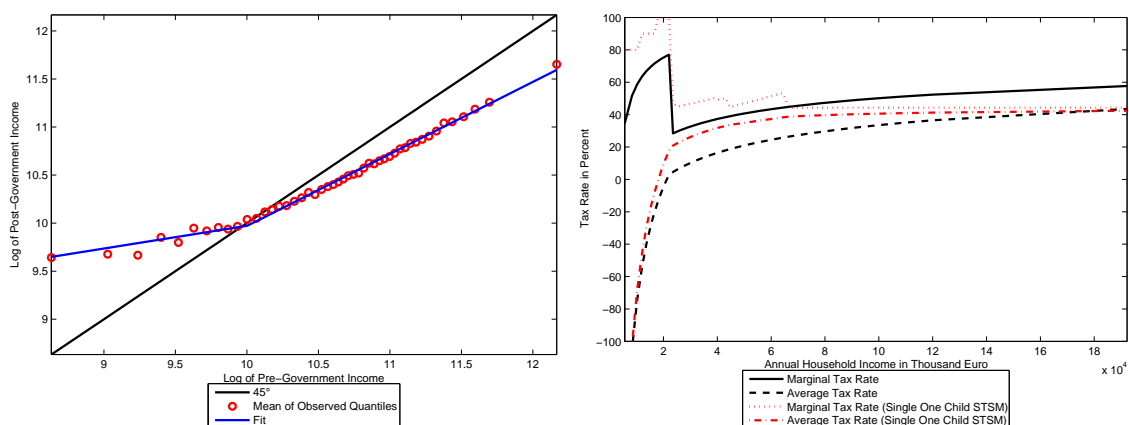 12
11.5
11
10.5
10
9.5
9
Log of Post−Government Income
9 9.5 10 10.5 11 11.5 12
Log of Pre−Government Income
45°
Mean of Observed Quantiles
Fit
100
80
60
40
20
0
−20
−40
−60
−80
−100
Tax Rate in Percent
2 4 6 8 10 12 14 16 18
Annual Household Income in Thousand Euro
x 10^4
Marginal Tax Rate
Average Tax Rate
Marginal Tax Rate (Single One Child STSM)
Average Tax Rate (Single One Child STSM)